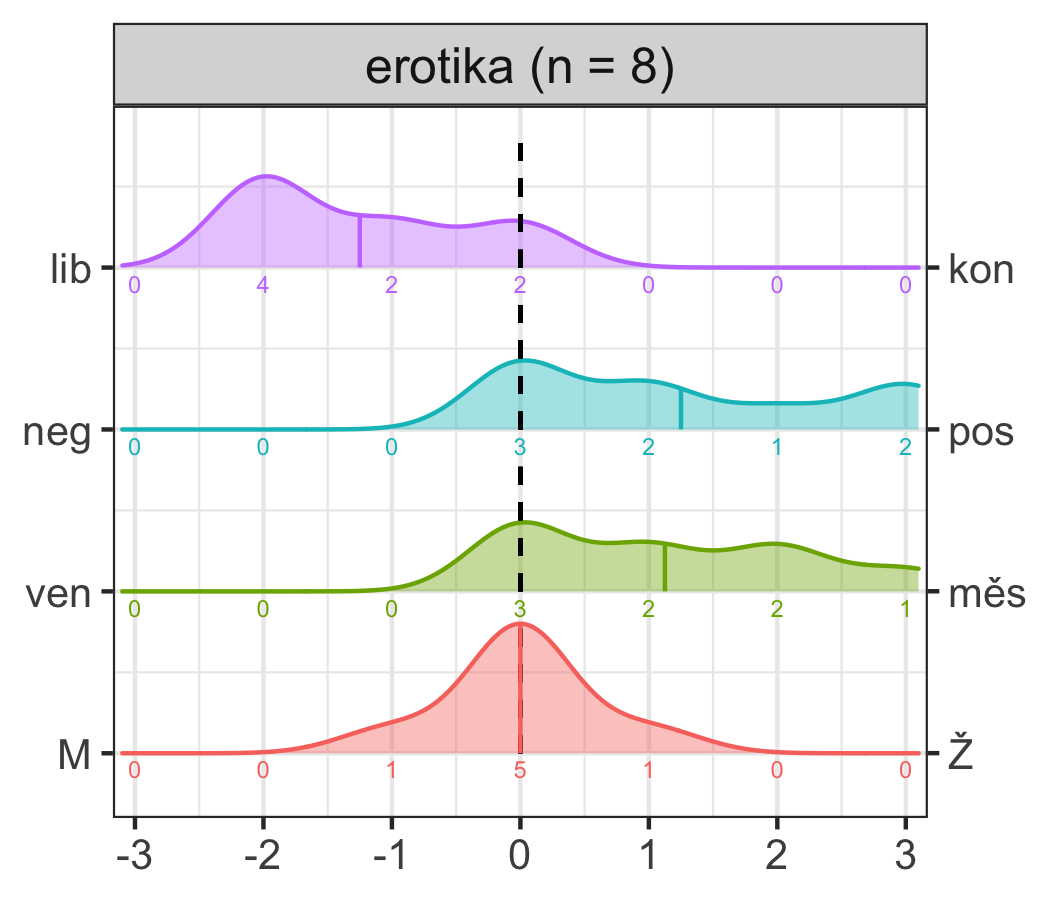 erotika (n = 8)
lib kon
0 4 2 2 0 0 0
neg pos
0 0 0 3 2 1 2
ven měs
0 0 0 3 2 2 1
M Ž
0 0 1 5 1 0 0
-3 -2 -1 0 1 2 3